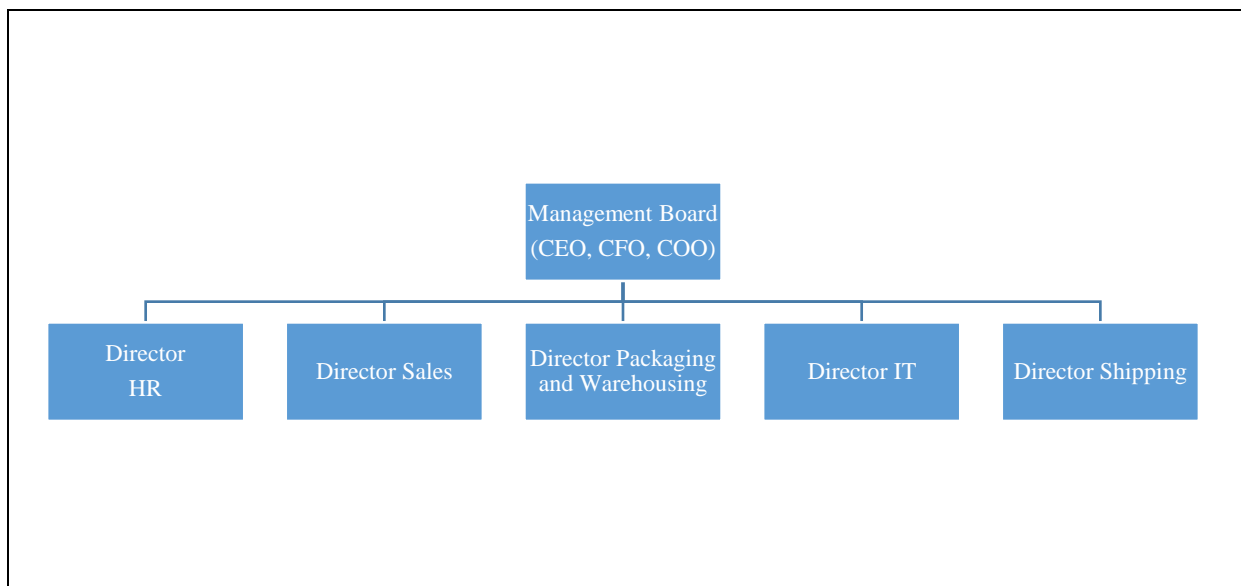 Management Board
(CEO, CFO, COO)
Director
HR
Director Sales
Director Packaging
and Warehousing
Director IT
Director Shipping